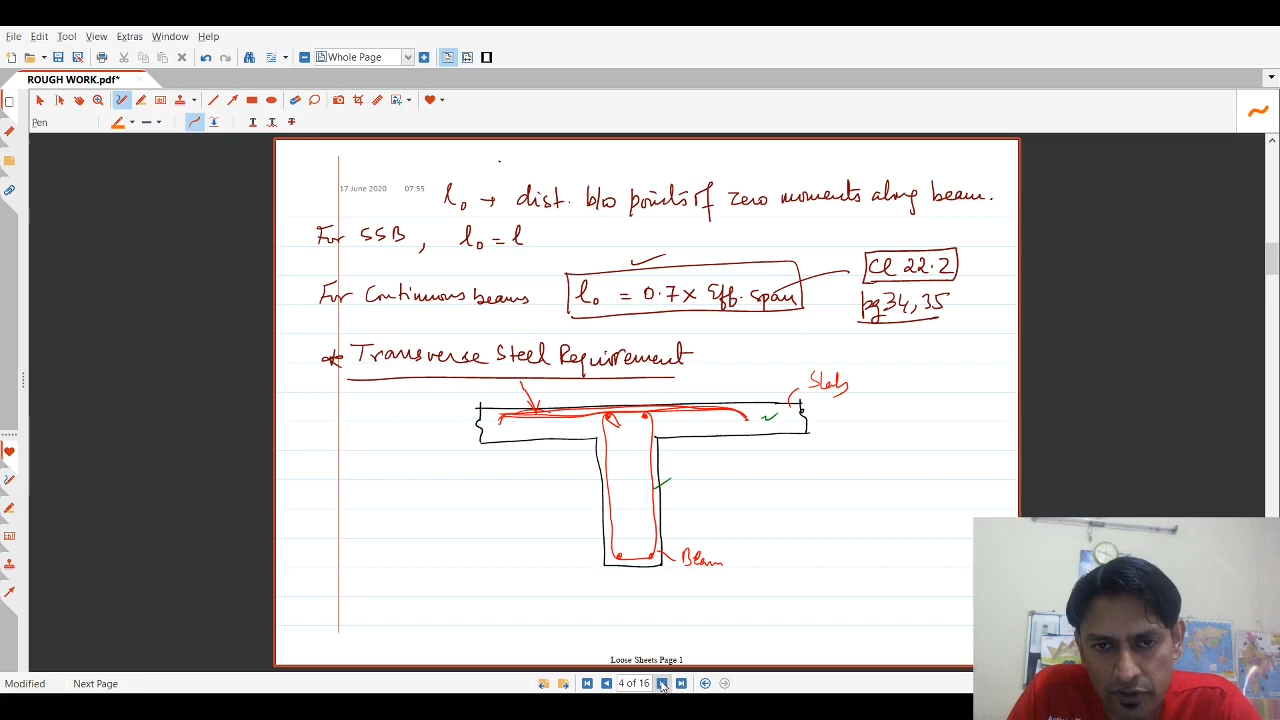 File Edit Tool View Extras Window Help
Whole Page
ROUGH WORK.pdf*
Pen
17 June 2020 07:55
l₀ → dist. b/w points of zero moments along beam.
For SSB, l₀ = l
For Continuous beams l₀ = 0.7 x Eff. span
Cl 22.2
pg 34, 35
* Transverse Steel Requirement
Slab
Beam
Loose Sheets Page 1
Modified Next Page 4 of 16